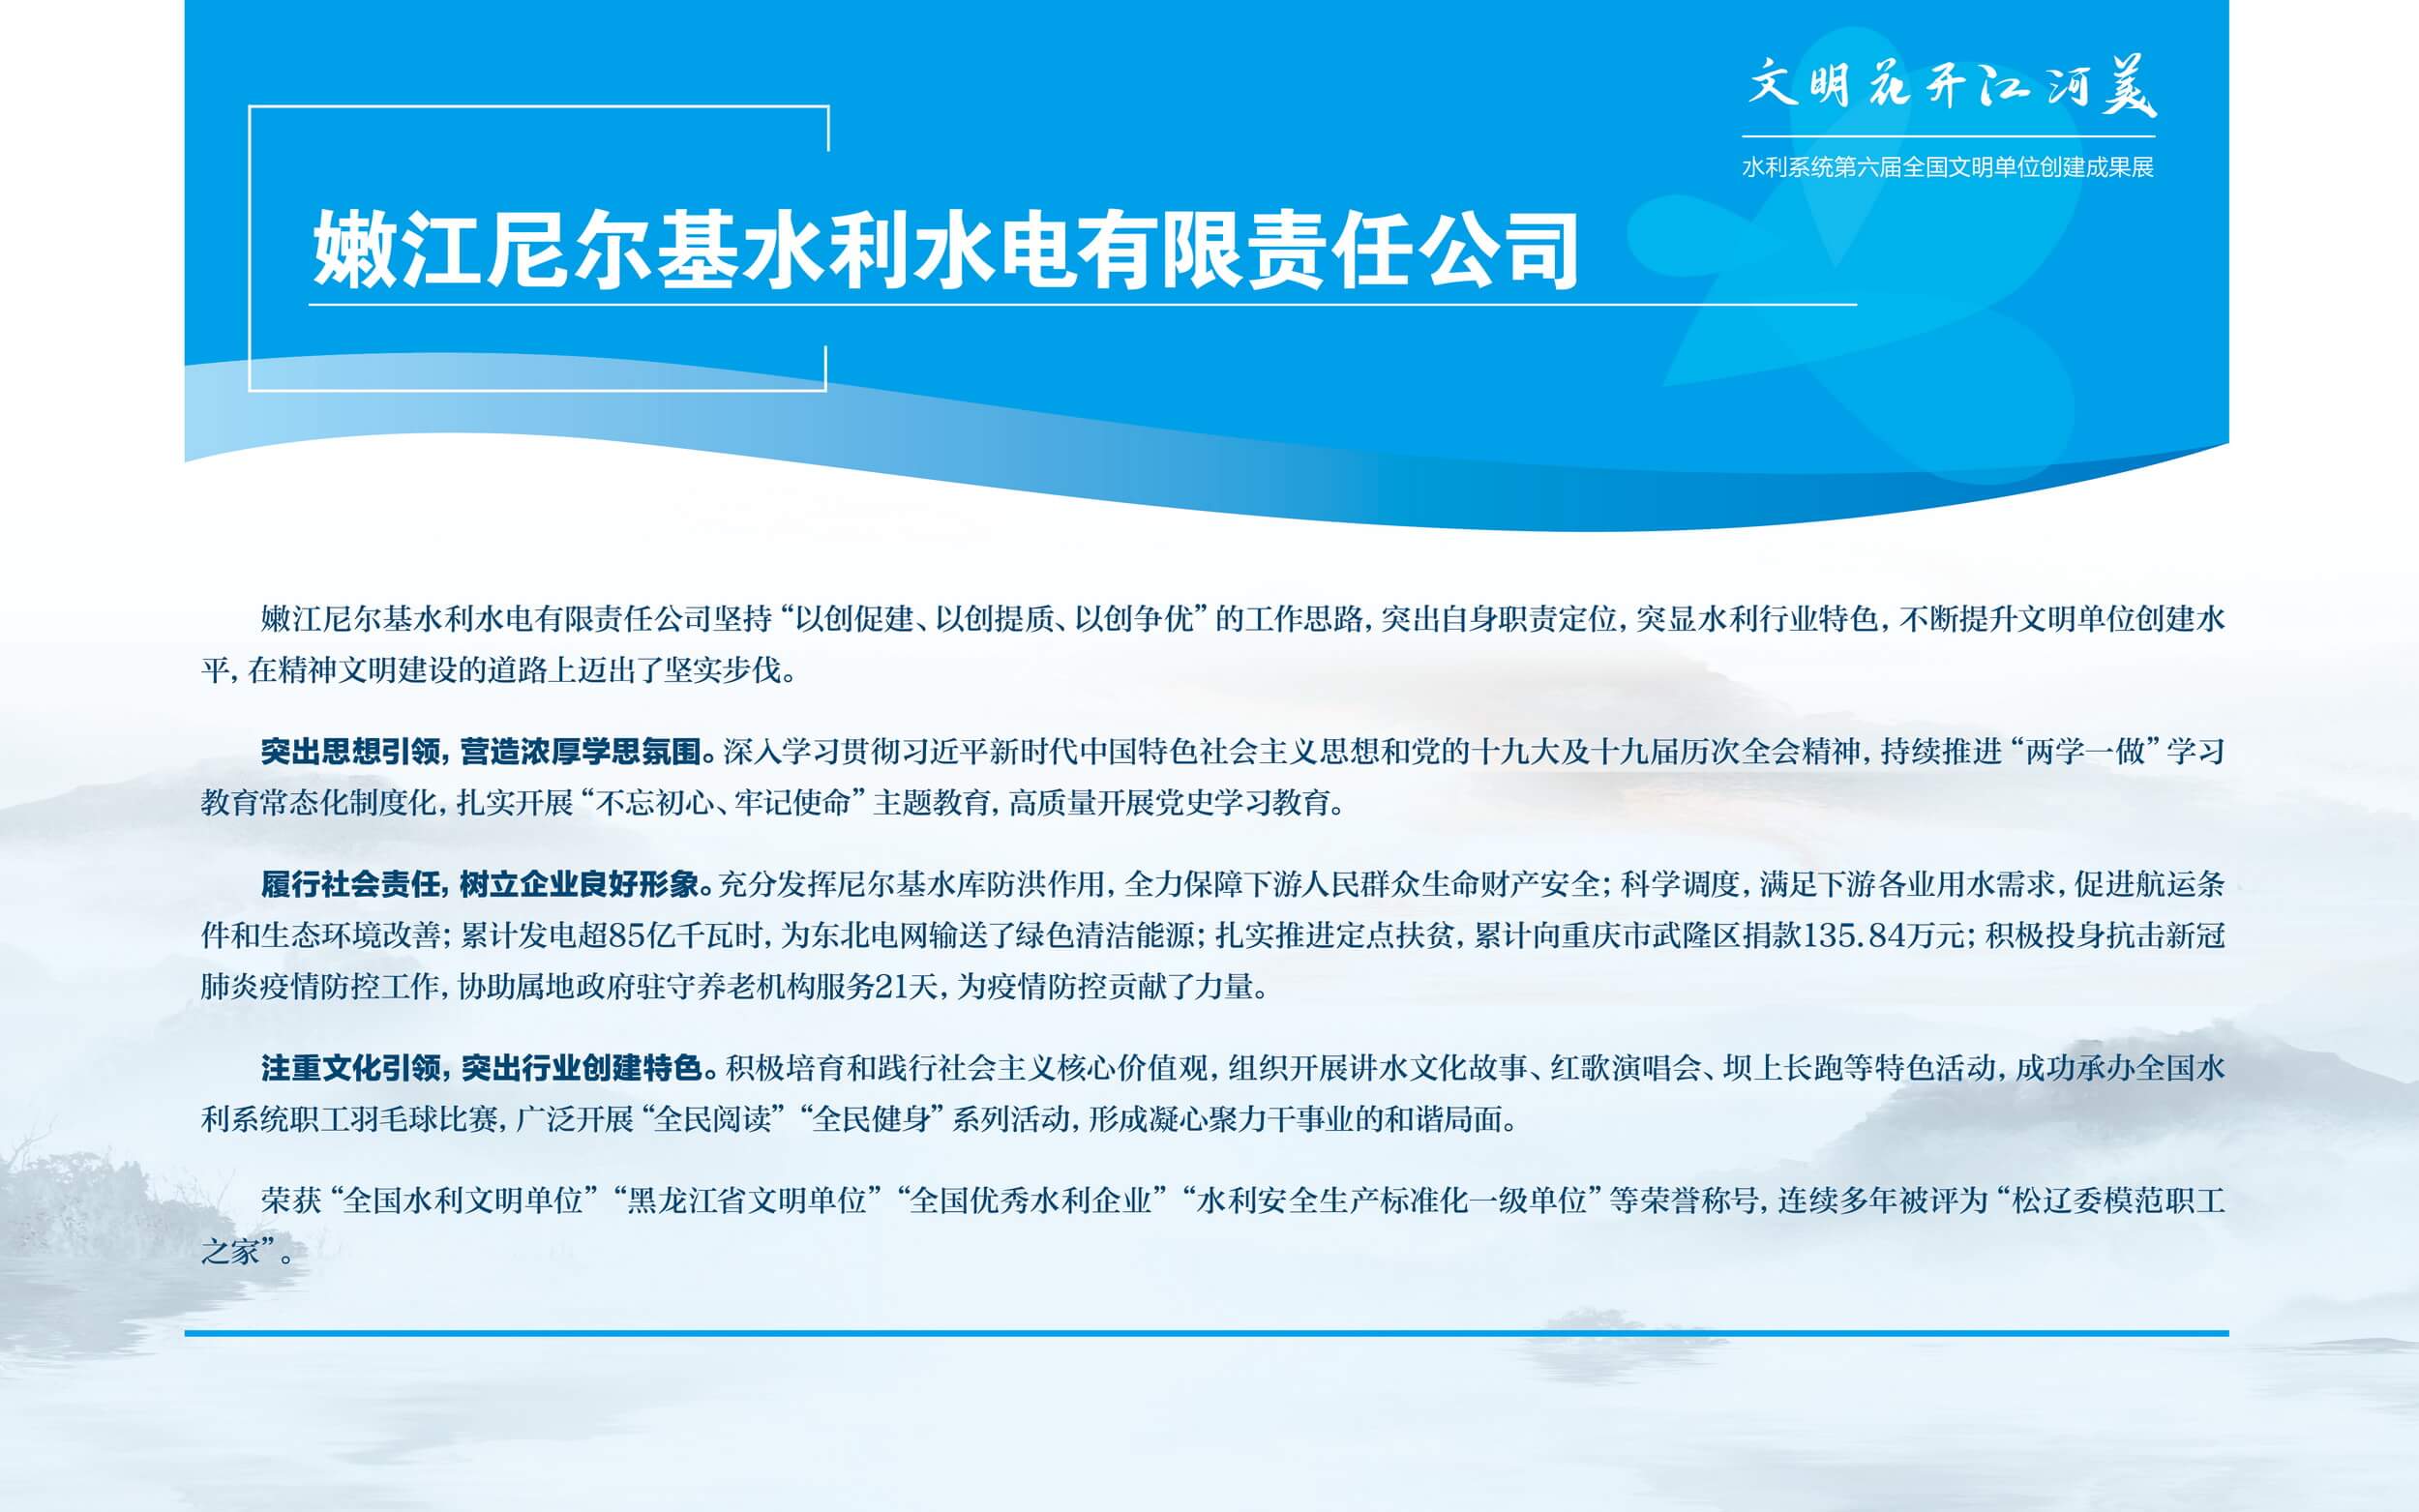 文明花开江河美
水利系统第六届全国文明单位创建成果展
嫩江尼尔基水利水电有限责任公司
嫩江尼尔基水利水电有限责任公司坚持“以创促建、以创提质、以创争优”的工作思路，突出自身职责定位，突显水利行业特色，不断提升文明单位创建水
平，在精神文明建设的道路上迈出了坚实步伐。
突出思想引领，营造浓厚学思氛围。深入学习贯彻习近平新时代中国特色社会主义思想和党的十九大及十九届历次全会精神，持续推进“两学一做”学习
教育常态化制度化，扎实开展“不忘初心、牢记使命”主题教育，高质量开展党史学习教育。
履行社会责任，树立企业良好形象。充分发挥尼尔基水库防洪作用，全力保障下游人民群众生命财产安全；科学调度，满足下游各业用水需求，促进航运条
件和生态环境改善；累计发电超85亿千瓦时，为东北电网输送了绿色清洁能源；扎实推进定点扶贫，累计向重庆市武隆区捐款135.84万元；积极投身抗击新冠
肺炎疫情防控工作，协助属地政府驻守养老机构服务21天，为疫情防控贡献了力量。
注重文化引领，突出行业创建特色。积极培育和践行社会主义核心价值观，组织开展讲水文化故事、红歌演唱会、坝上长跑等特色活动，成功承办全国水
利系统职工羽毛球比赛，广泛开展“全民阅读”“全民健身”系列活动，形成凝心聚力干事业的和谐局面。
荣获“全国水利文明单位”“黑龙江省文明单位”“全国优秀水利企业”“水利安全生产标准化一级单位”等荣誉称号，连续多年被评为“松辽委模范职工
之家”。